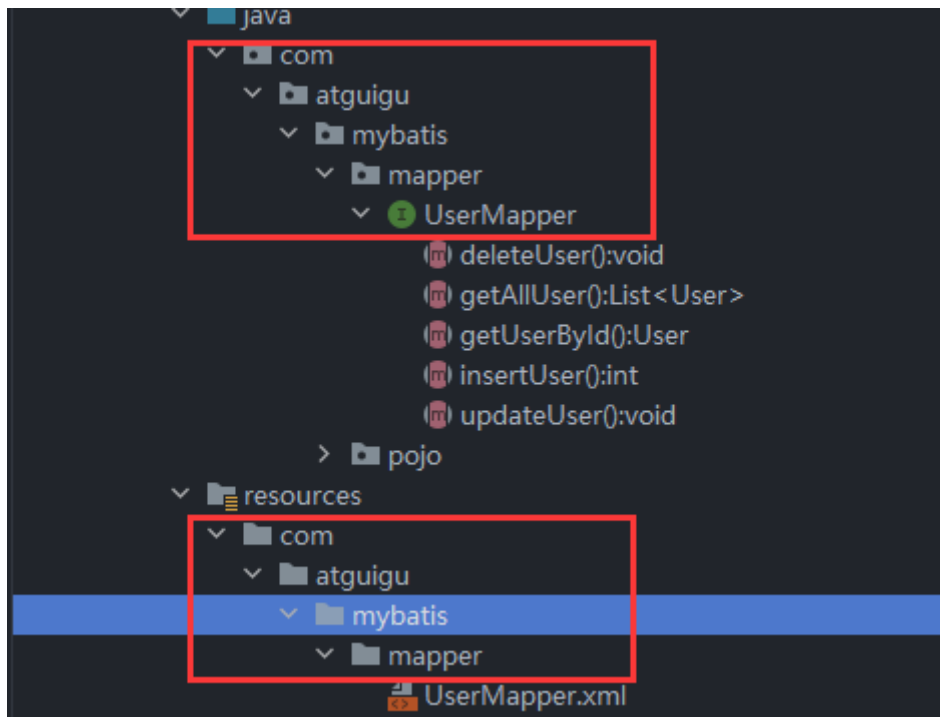 java
com
atguigu
mybatis
mapper
UserMapper
deleteUser():void
getAllUser():List<User>
getUserById():User
insertUser():int
updateUser():void
pojo
resources
com
atguigu
mybatis
mapper
UserMapper.xml